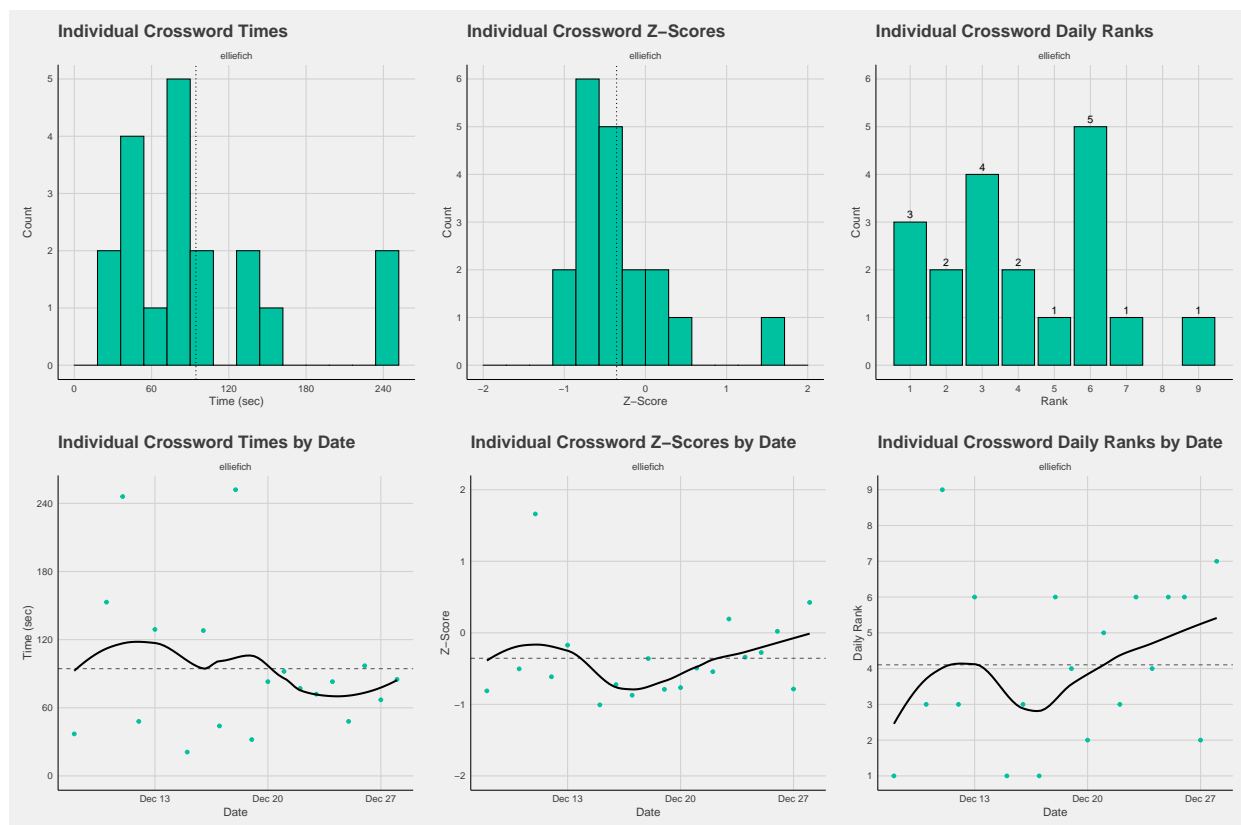 Individual Crossword Times
elliefich
Count
5
4
3
2
1
0
0 60 120 180 240
Time (sec)
Individual Crossword Z−Scores
elliefich
Count
6
5
4
3
2
1
0
−2 −1 0 1 2
Z−Score
Individual Crossword Daily Ranks
elliefich
Count
6
5
4
3
2
1
0
3 2 4 2 1 5 1 1
1 2 3 4 5 6 7 8 9
Rank
Individual Crossword Times by Date
elliefich
Time (sec)
240
180
120
60
0
Dec 13 Dec 20 Dec 27
Date
Individual Crossword Z−Scores by Date
elliefich
Z−Score
2
1
0
−1
−2
Dec 13 Dec 20 Dec 27
Date
Individual Crossword Daily Ranks by Date
elliefich
Daily Rank
9
8
7
6
5
4
3
2
1
Dec 13 Dec 20 Dec 27
Date